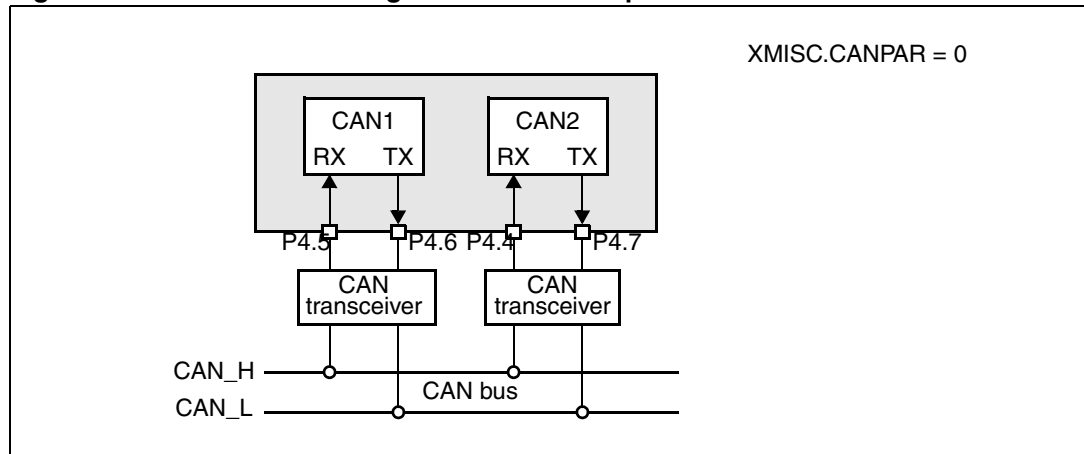 XMISC.CANPAR = 0
CAN1
CAN2
RX TX
RX TX
P4.5
P4.6
P4.4
P4.7
CAN
transceiver
CAN
transceiver
CAN_H
CAN bus
CAN_L